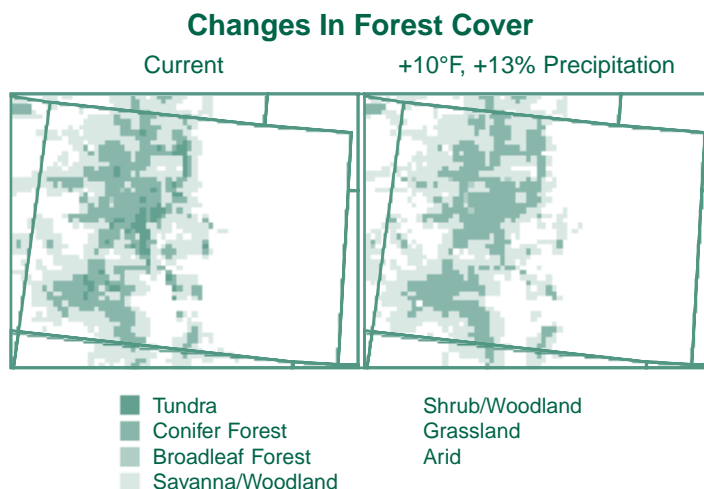 Changes In Forest Cover
Current
+10°F, +13% Precipitation
Tundra
Conifer Forest
Broadleaf Forest
Savanna/Woodland
Shrub/Woodland
Grassland
Arid